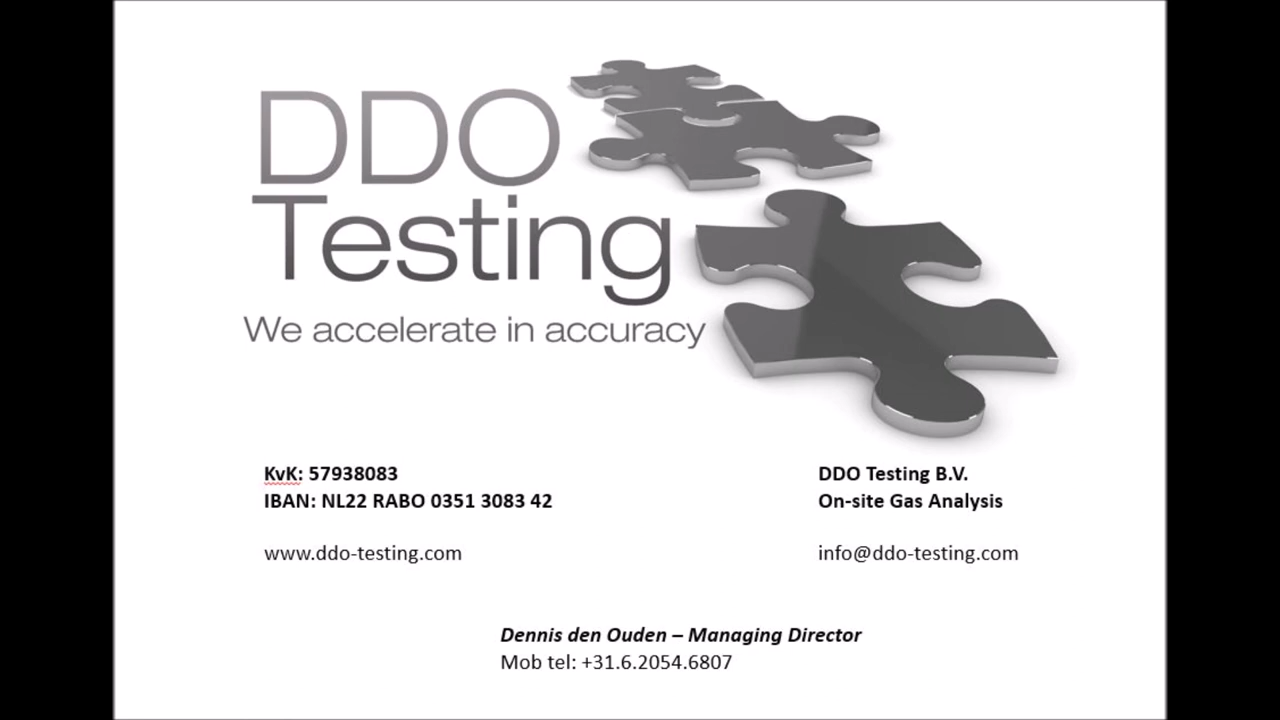 DDO
Testing
We accelerate in accuracy
KvK: 57938083
IBAN: NL22 RABO 0351 3083 42
www.ddo-testing.com
DDO Testing B.V.
On-site Gas Analysis
info@ddo-testing.com
Dennis den Ouden – Managing Director
Mob tel: +31.6.2054.6807